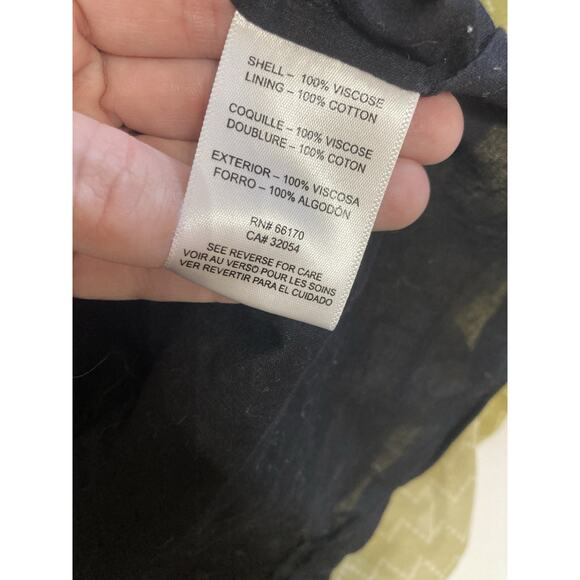 SHELL – 100% VISCOSE
LINING – 100% COTTON
COQUILLE – 100% VISCOSE
DOUBLURE – 100% COTON
EXTERIOR – 100% VISCOSA
FORRO – 100% ALGODÓN
RN# 66170
CA# 32054
SEE REVERSE FOR CARE
VOIR AU VERSO POUR LES SOINS
VER REVERTIR PARA EL CUIDADO